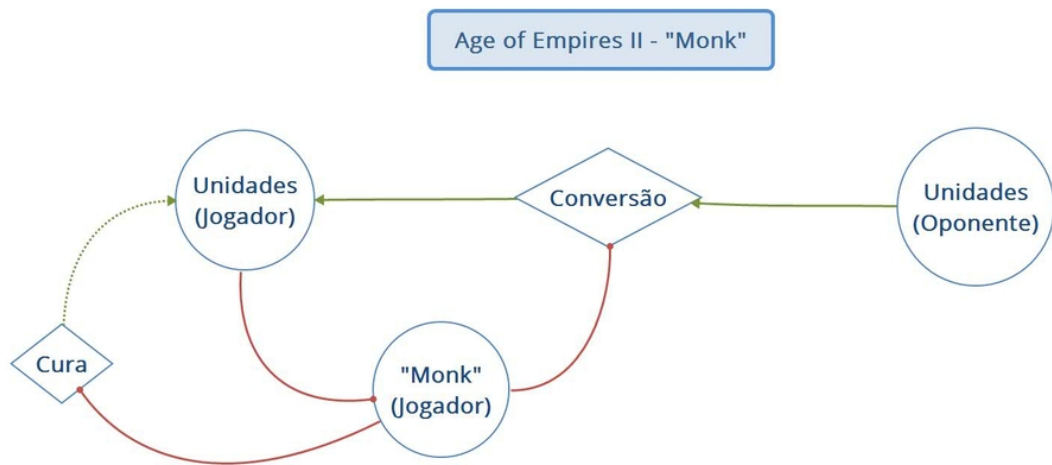 Age of Empires II - "Monk"
Unidades
(Jogador)
Conversão
Unidades
(Oponente)
Cura
"Monk"
(Jogador)